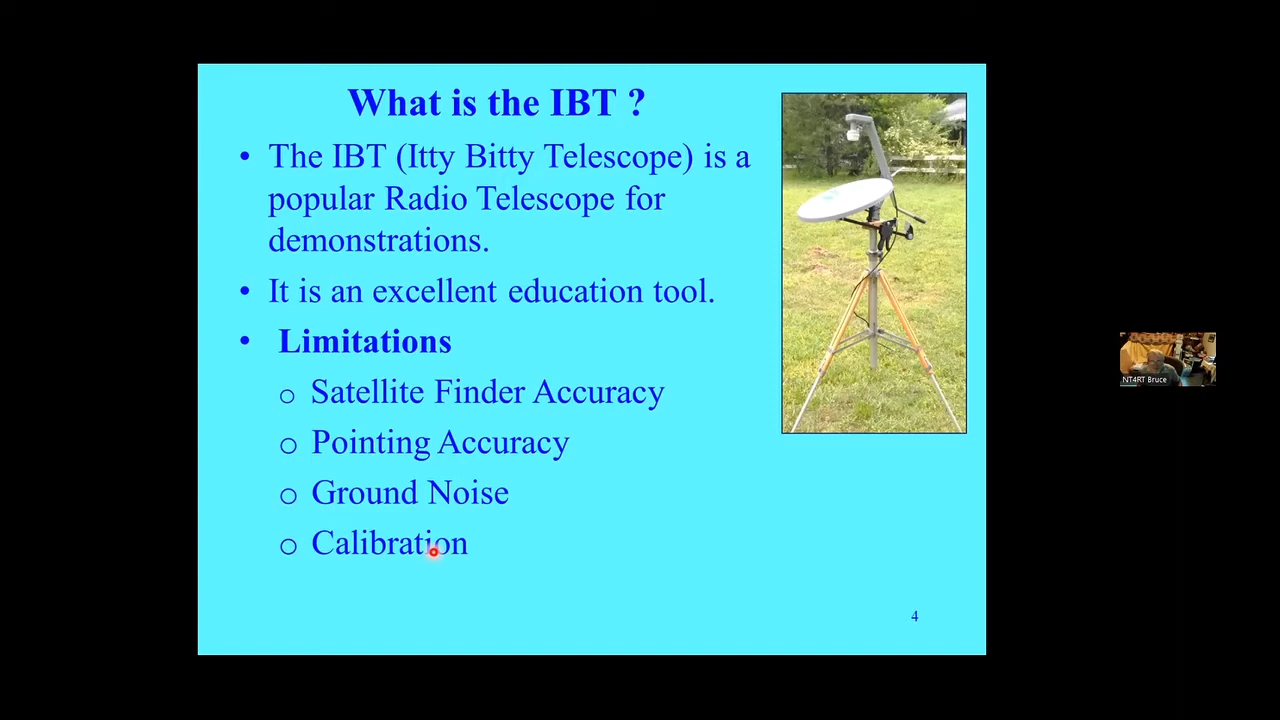 What is the IBT ?
• The IBT (Itty Bitty Telescope) is a
popular Radio Telescope for
demonstrations.
• It is an excellent education tool.
• Limitations
o Satellite Finder Accuracy
o Pointing Accuracy
o Ground Noise
o Calibration
4
NT4RT Bruce